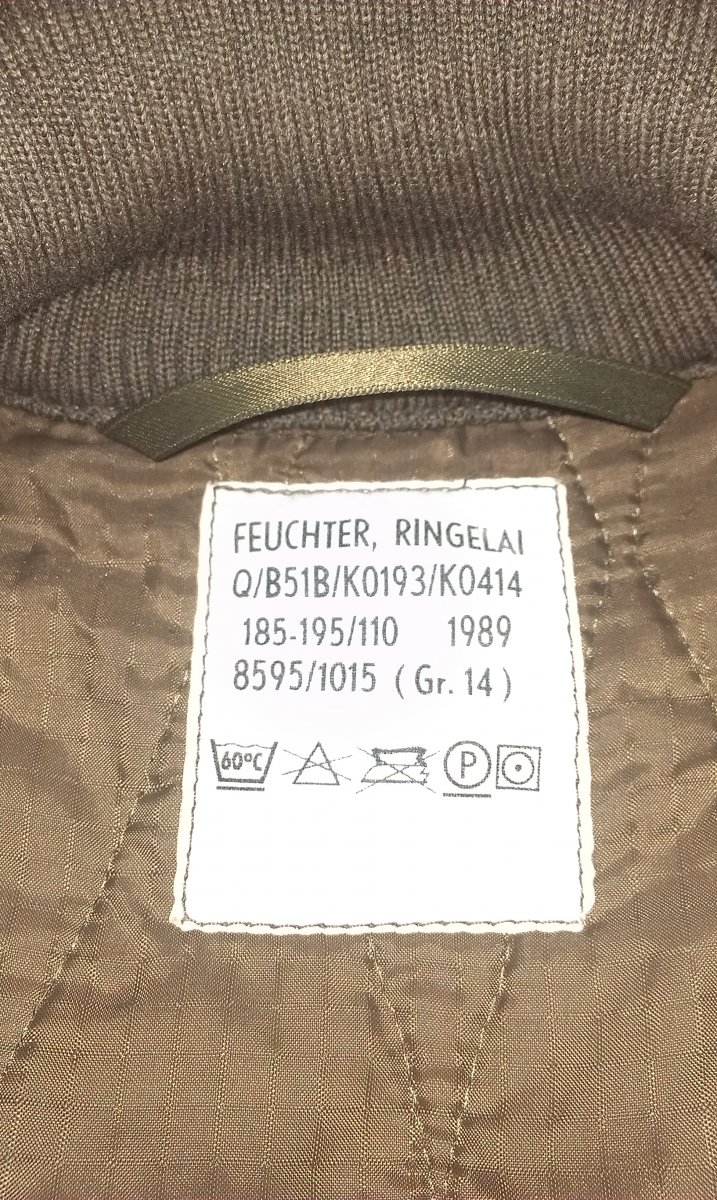 FEUCHTER, RINGELAI
Q/B51B/K0193/K0414
185-195/110 1989
8595/1015 (Gr. 14)
60°C P